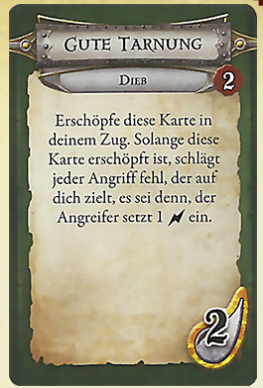 Gute Tarnung
Dieb
2
Erschöpfe diese Karte in
deinem Zug. Solange diese
Karte erschöpft ist, schlägt
jeder Angriff fehl, der auf
dich zielt, es sei denn, der
Angreifer setzt 1 ein.
2